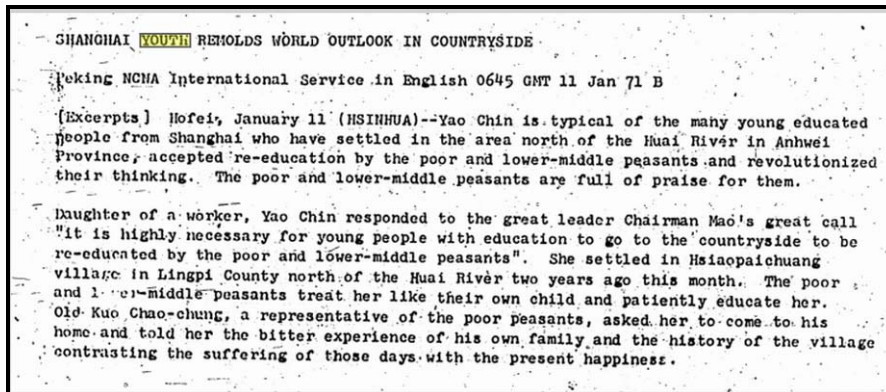 SHANGHAI YOUTH REMOLDS WORLD OUTLOOK IN COUNTRYSIDE
Peking NCNA International Service in English 0645 GMT 11 Jan 71 B
[Excerpts] Hofei, January 11 (HSINHUA)--Yao Chin is typical of the many young educated
people from Shanghai who have settled in the area north of the Huai River in Anhwei
Province, accepted re-education by the poor and lower-middle peasants and revolutionized
their thinking. The poor and lower-middle peasants are full of praise for them.
Daughter of a worker, Yao Chin responded to the great leader Chairman Mao's great call
"it is highly necessary for young people with education to go to the countryside to be
re-educated by the poor and lower-middle peasants". She settled in Hsiaopaichuang
village in Lingpi County north of the Huai River two years ago this month. The poor
and lower-middle peasants treat her like their own child and patiently educate her.
Old Kuo Chao-chung, a representative of the poor peasants, asked her to come to his
home and told her the bitter experience of his own family and the history of the village
contrasting the suffering of those days with the present happiness.